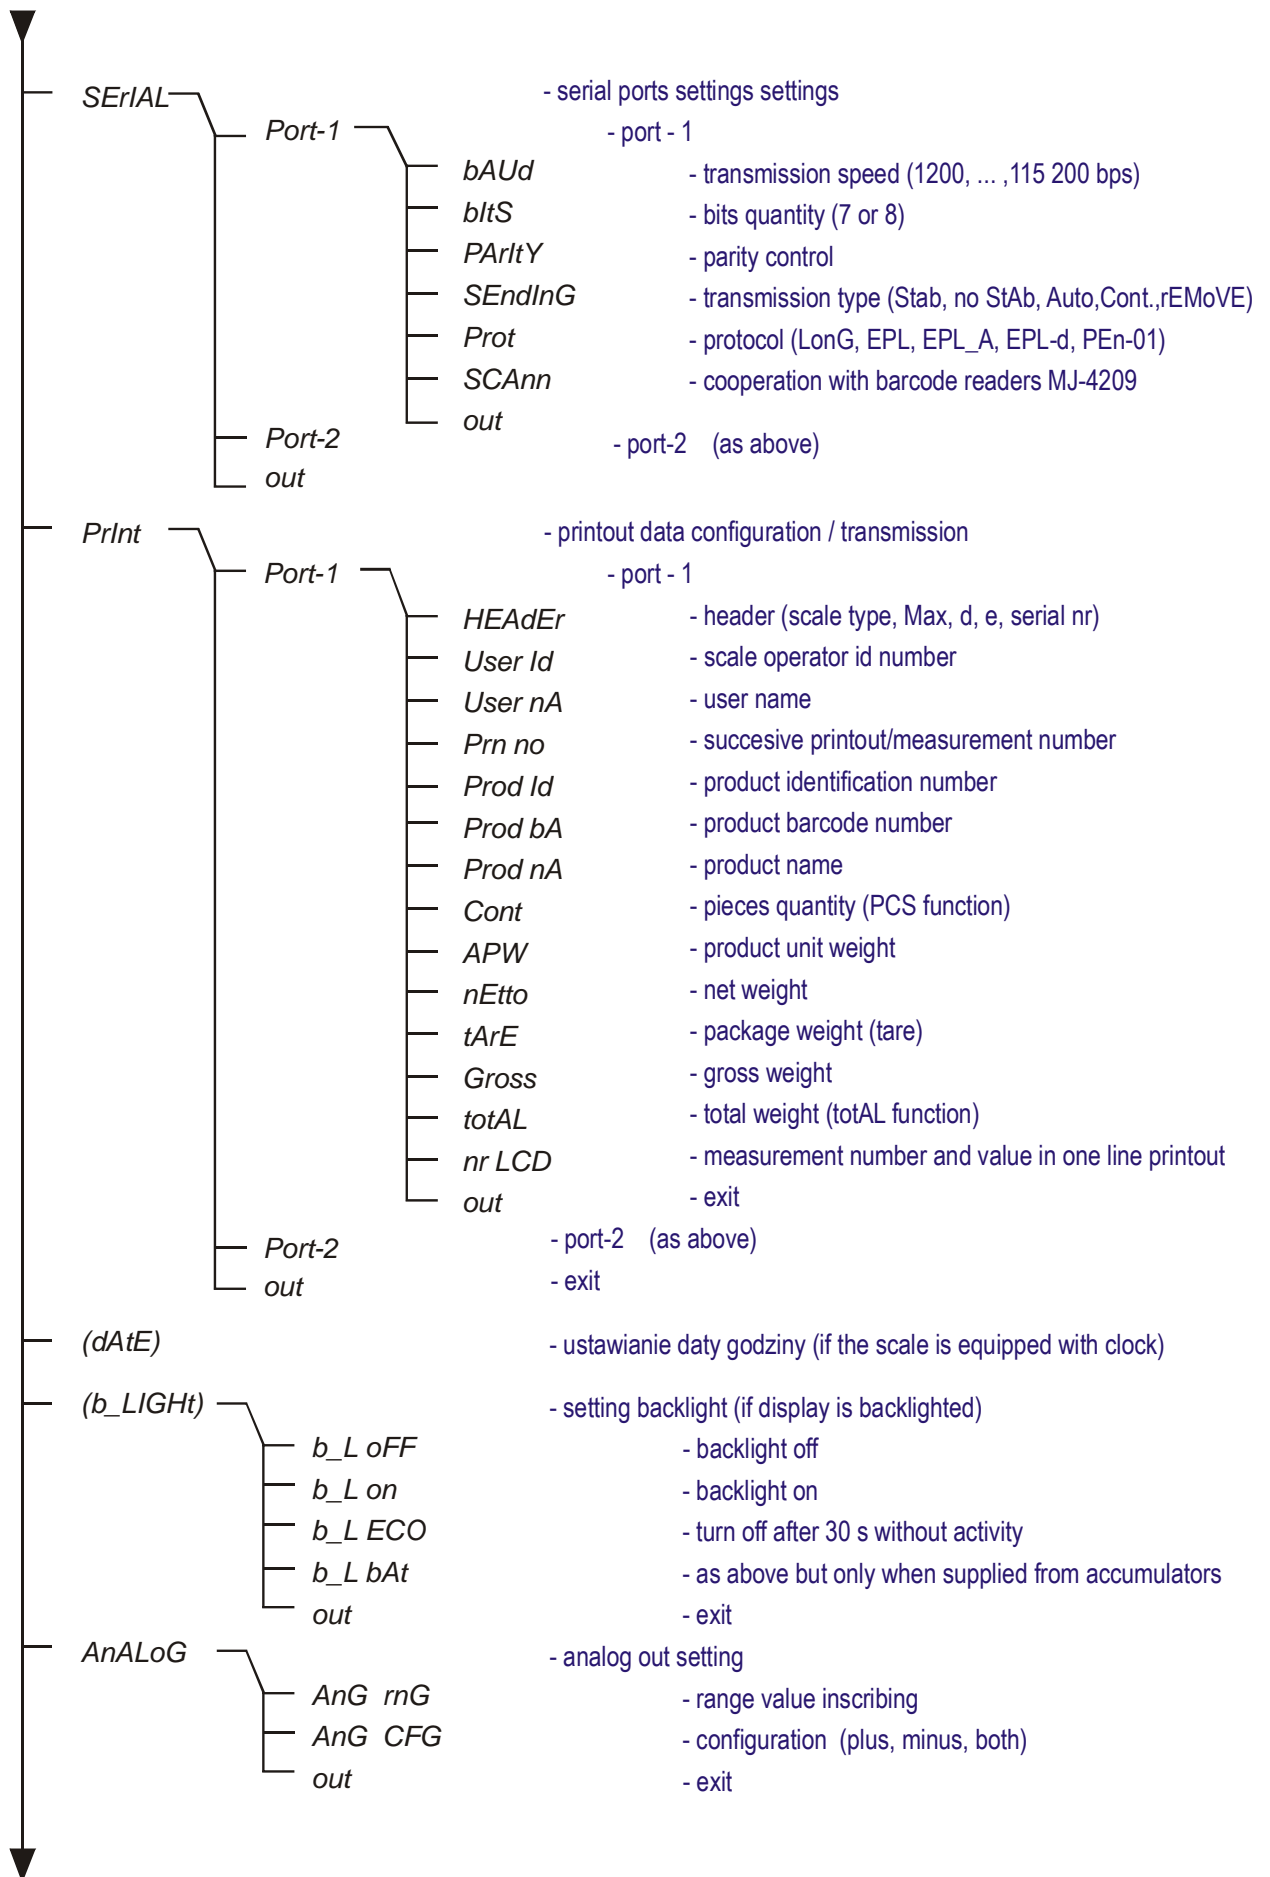 SErIAL - serial ports settings settings
Port-1 - port - 1
bAUd - transmission speed (1200, ... ,115 200 bps)
bItS - bits quantity (7 or 8)
PArItY - parity control
SEndInG - transmission type (Stab, no StAb, Auto,Cont.,rEMoVE)
Prot - protocol (LonG, EPL, EPL_A, EPL-d, PEn-01)
SCAnn - cooperation with barcode readers MJ-4209
out
Port-2 - port-2 (as above)
out
PrInt - printout data configuration / transmission
Port-1 - port - 1
HEAdEr - header (scale type, Max, d, e, serial nr)
User Id - scale operator id number
User nA - user name
Prn no - succesive printout/measurement number
Prod Id - product identification number
Prod bA - product barcode number
Prod nA - product name
Cont - pieces quantity (PCS function)
APW - product unit weight
nEtto - net weight
tArE - package weight (tare)
Gross - gross weight
totAL - total weight (totAL function)
nr LCD - measurement number and value in one line printout
out - exit
Port-2 - port-2 (as above)
out - exit
(dAtE) - ustawianie daty godziny (if the scale is equipped with clock)
(b_LIGHt) - setting backlight (if display is backlighted)
b_L oFF - backlight off
b_L on - backlight on
b_L ECO - turn off after 30 s without activity
b_L bAt - as above but only when supplied from accumulators
out - exit
AnALoG - analog out setting
AnG rnG - range value inscribing
AnG CFG - configuration (plus, minus, both)
out - exit